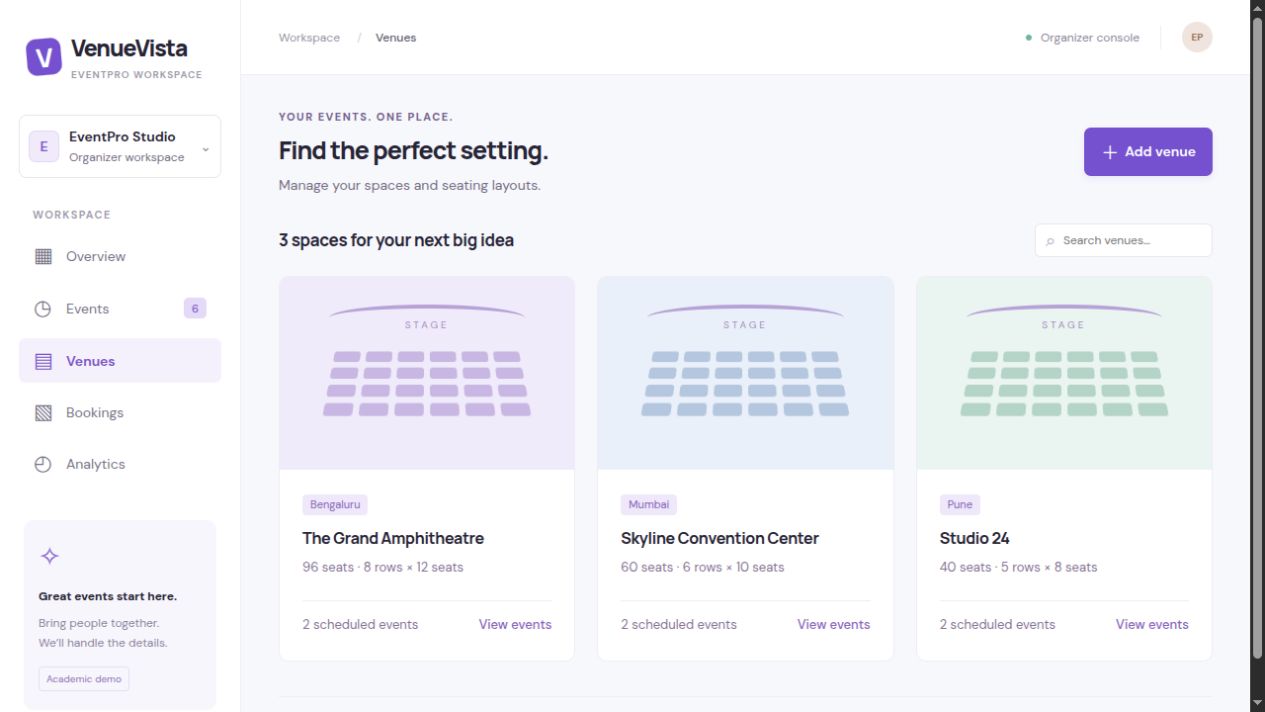 V
VenueVista
EVENTPRO WORKSPACE
E
EventPro Studio
Organizer workspace
WORKSPACE
Overview
Events 6
Venues
Bookings
Analytics
Great events start here.
Bring people together.
We'll handle the details.
Academic demo
Workspace / Venues
Organizer console
EP
YOUR EVENTS. ONE PLACE.
Find the perfect setting.
Manage your spaces and seating layouts.
+ Add venue
3 spaces for your next big idea
Search venues...
STAGE
Bengaluru
The Grand Amphitheatre
96 seats · 8 rows × 12 seats
2 scheduled events View events
STAGE
Mumbai
Skyline Convention Center
60 seats · 6 rows × 10 seats
2 scheduled events View events
STAGE
Pune
Studio 24
40 seats · 5 rows × 8 seats
2 scheduled events View events